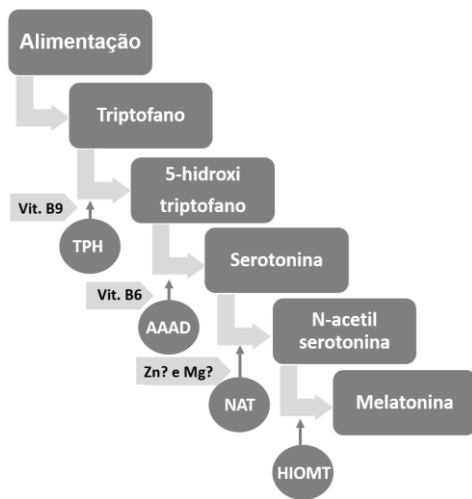 Alimentação
Triptofano
5-hidroxi
triptofano
Vit. B9
TPH
Serotonina
Vit. B6
AAAD
N-acetil
serotonina
Zn? e Mg?
NAT
Melatonina
HIOMT